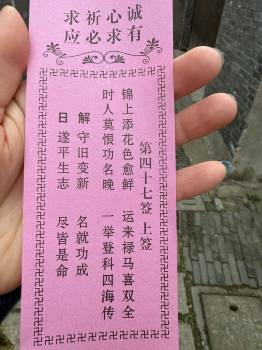 诚心祈求
有求必应
第四十七签 上签
锦上添花色愈鲜 运来禄马喜双全
时人莫恨功名晚 一举登科四海传
解 守旧变新 名就功成
日 遂平生志 尽皆是命